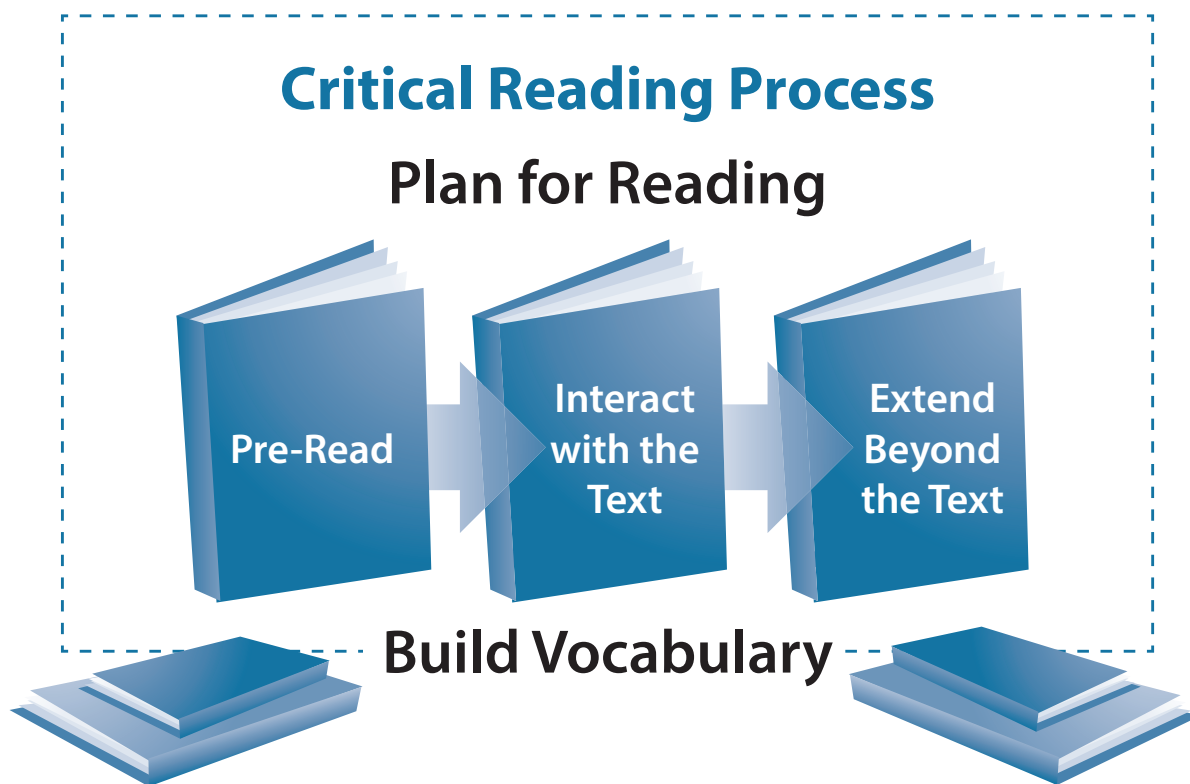 Critical Reading Process
Plan for Reading
Pre-Read
Interact
with the
Text
Extend
Beyond
the Text
Build Vocabulary